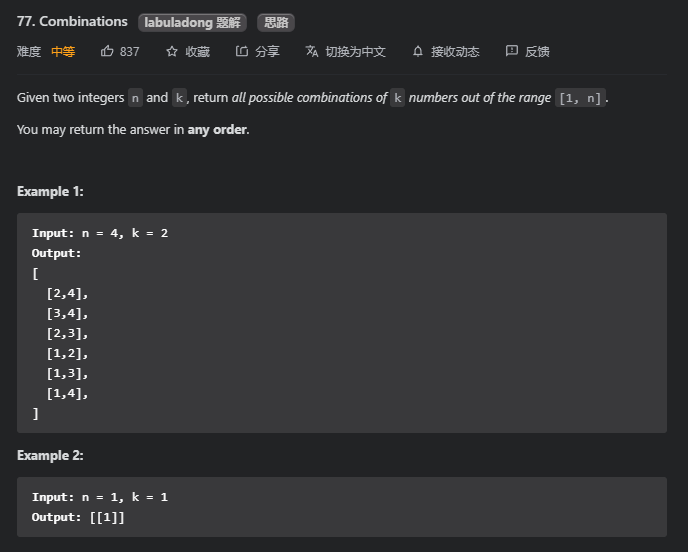 77. Combinations labuladong 题解 思路
难度 中等 837 收藏 分享 切换为中文 接收动态 反馈
Given two integers n and k, return all possible combinations of k numbers out of the range [1, n].
You may return the answer in any order.
Example 1:
Input: n = 4, k = 2
Output:
[
  [2,4],
  [3,4],
  [2,3],
  [1,2],
  [1,3],
  [1,4],
]
Example 2:
Input: n = 1, k = 1
Output: [[1]]